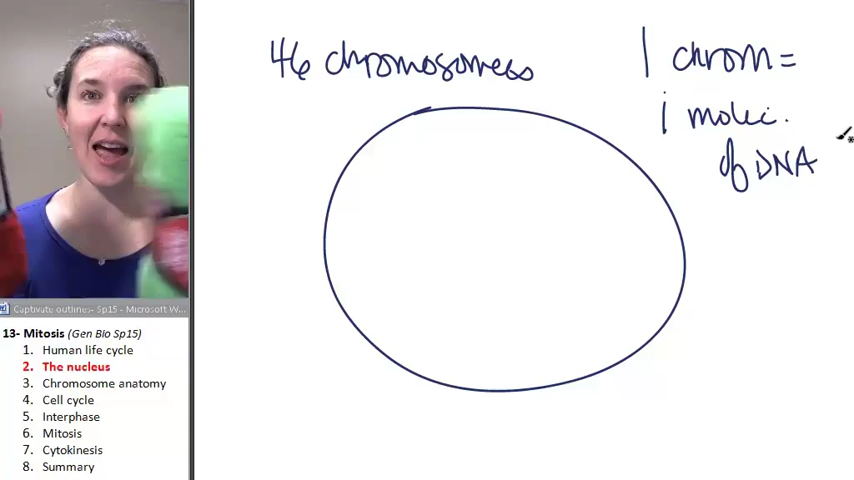 46 chromosomes
1 chrom =
1 molec.
of DNA
Captivate outlines- Sp15 - Microsoft W...
13- Mitosis (Gen Bio Sp15)
1. Human life cycle
2. The nucleus
3. Chromosome anatomy
4. Cell cycle
5. Interphase
6. Mitosis
7. Cytokinesis
8. Summary